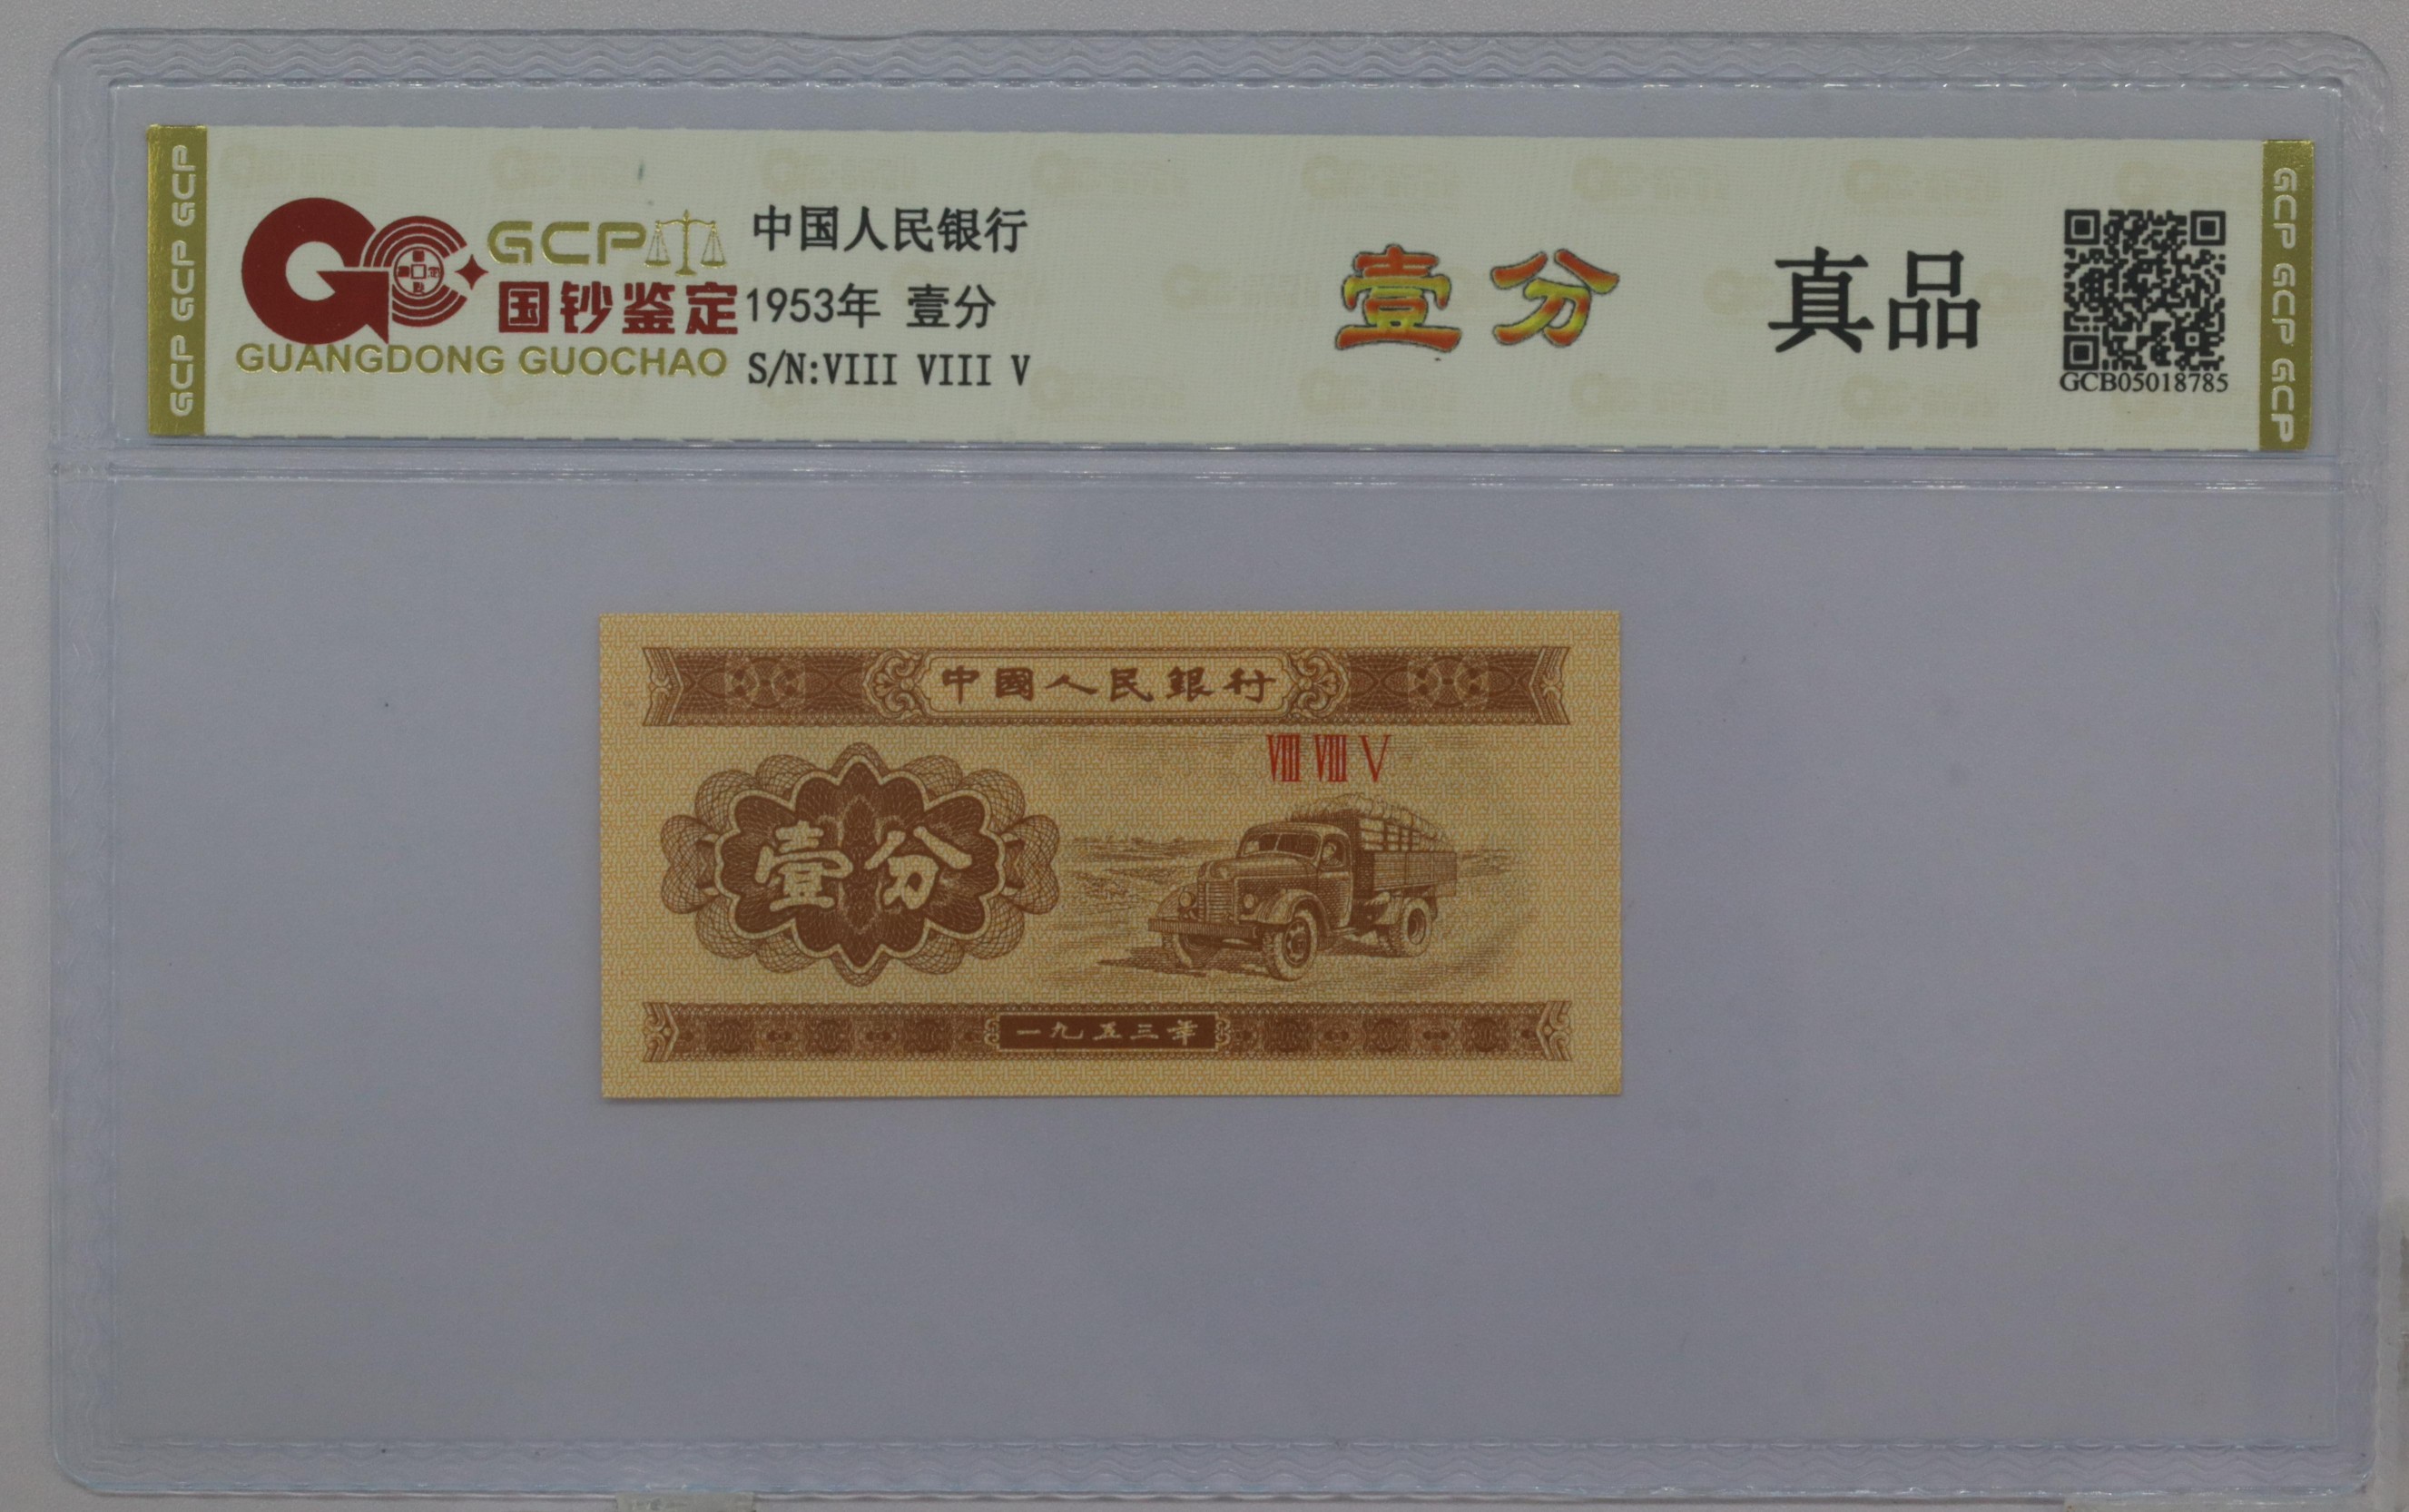 GCP GCP GCP
GCP
国钞鉴定
GUANGDONG GUOCHAO
中国人民银行
1953年 壹分
S/N:VIII VIII V
壹分
真品
GCB05018785
GCP GCP GCP
中國人民銀行
VIII VIII V
壹分
一九五三年